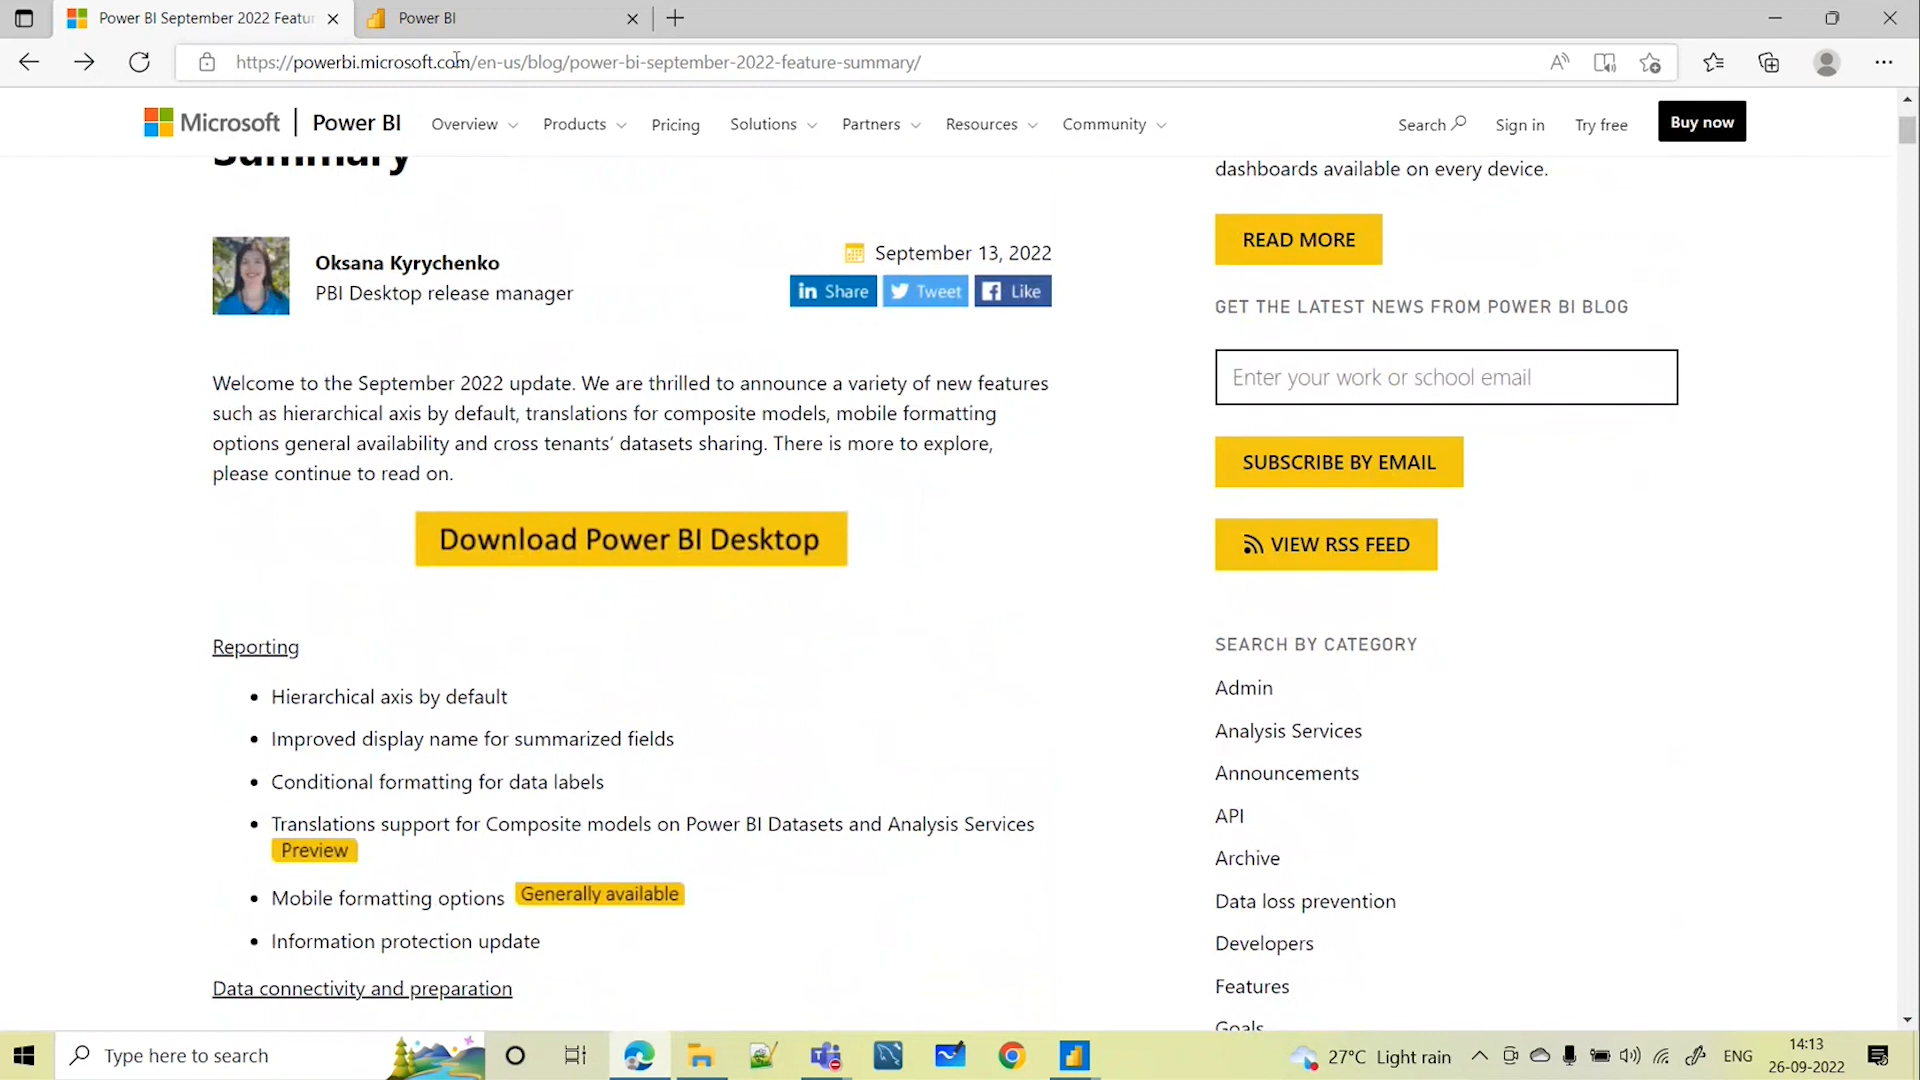 Power BI September 2022 Featu
Power BI
https://powerbi.microsoft.com/en-us/blog/power-bi-september-2022-feature-summary/
Microsoft | Power BI
Overview
Products
Pricing
Solutions
Partners
Resources
Community
Search
Sign in
Try free
Buy now
Summary
Oksana Kyrychenko
PBI Desktop release manager
September 13, 2022
in Share
Tweet
Like
Welcome to the September 2022 update. We are thrilled to announce a variety of new features
such as hierarchical axis by default, translations for composite models, mobile formatting
options general availability and cross tenants’ datasets sharing. There is more to explore,
please continue to read on.
Download Power BI Desktop
Reporting
• Hierarchical axis by default
• Improved display name for summarized fields
• Conditional formatting for data labels
• Translations support for Composite models on Power BI Datasets and Analysis Services
Preview
• Mobile formatting options Generally available
• Information protection update
Data connectivity and preparation
dashboards available on every device.
READ MORE
GET THE LATEST NEWS FROM POWER BI BLOG
Enter your work or school email
SUBSCRIBE BY EMAIL
VIEW RSS FEED
SEARCH BY CATEGORY
Admin
Analysis Services
Announcements
API
Archive
Data loss prevention
Developers
Features
Goals
Type here to search
27°C Light rain
ENG
14:13
26-09-2022